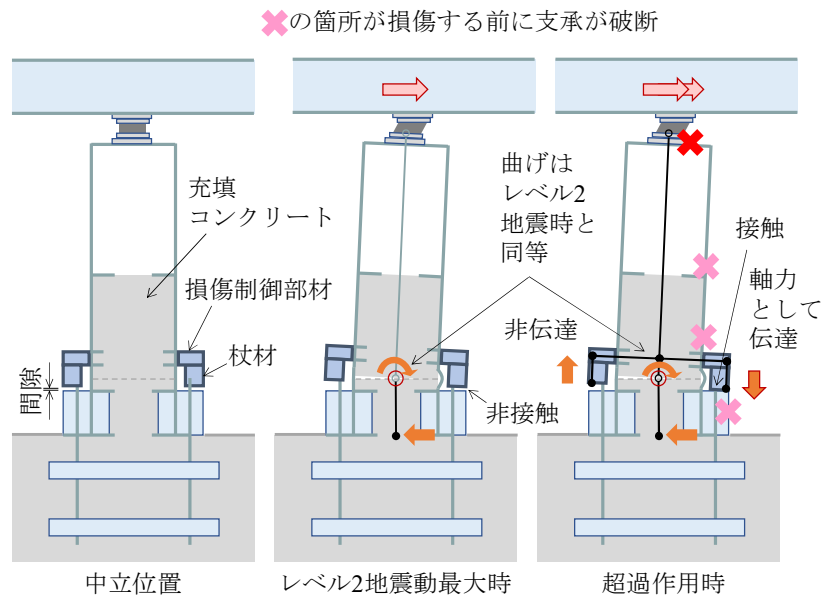 ✖の箇所が損傷する前に支承が破断
充填
コンクリート
損傷制御部材
杖材
間隙
曲げは
レベル2
地震時と
同等
非接触
接触
軸力
として
伝達
非伝達
中立位置
レベル2地震動最大時
超過作用時